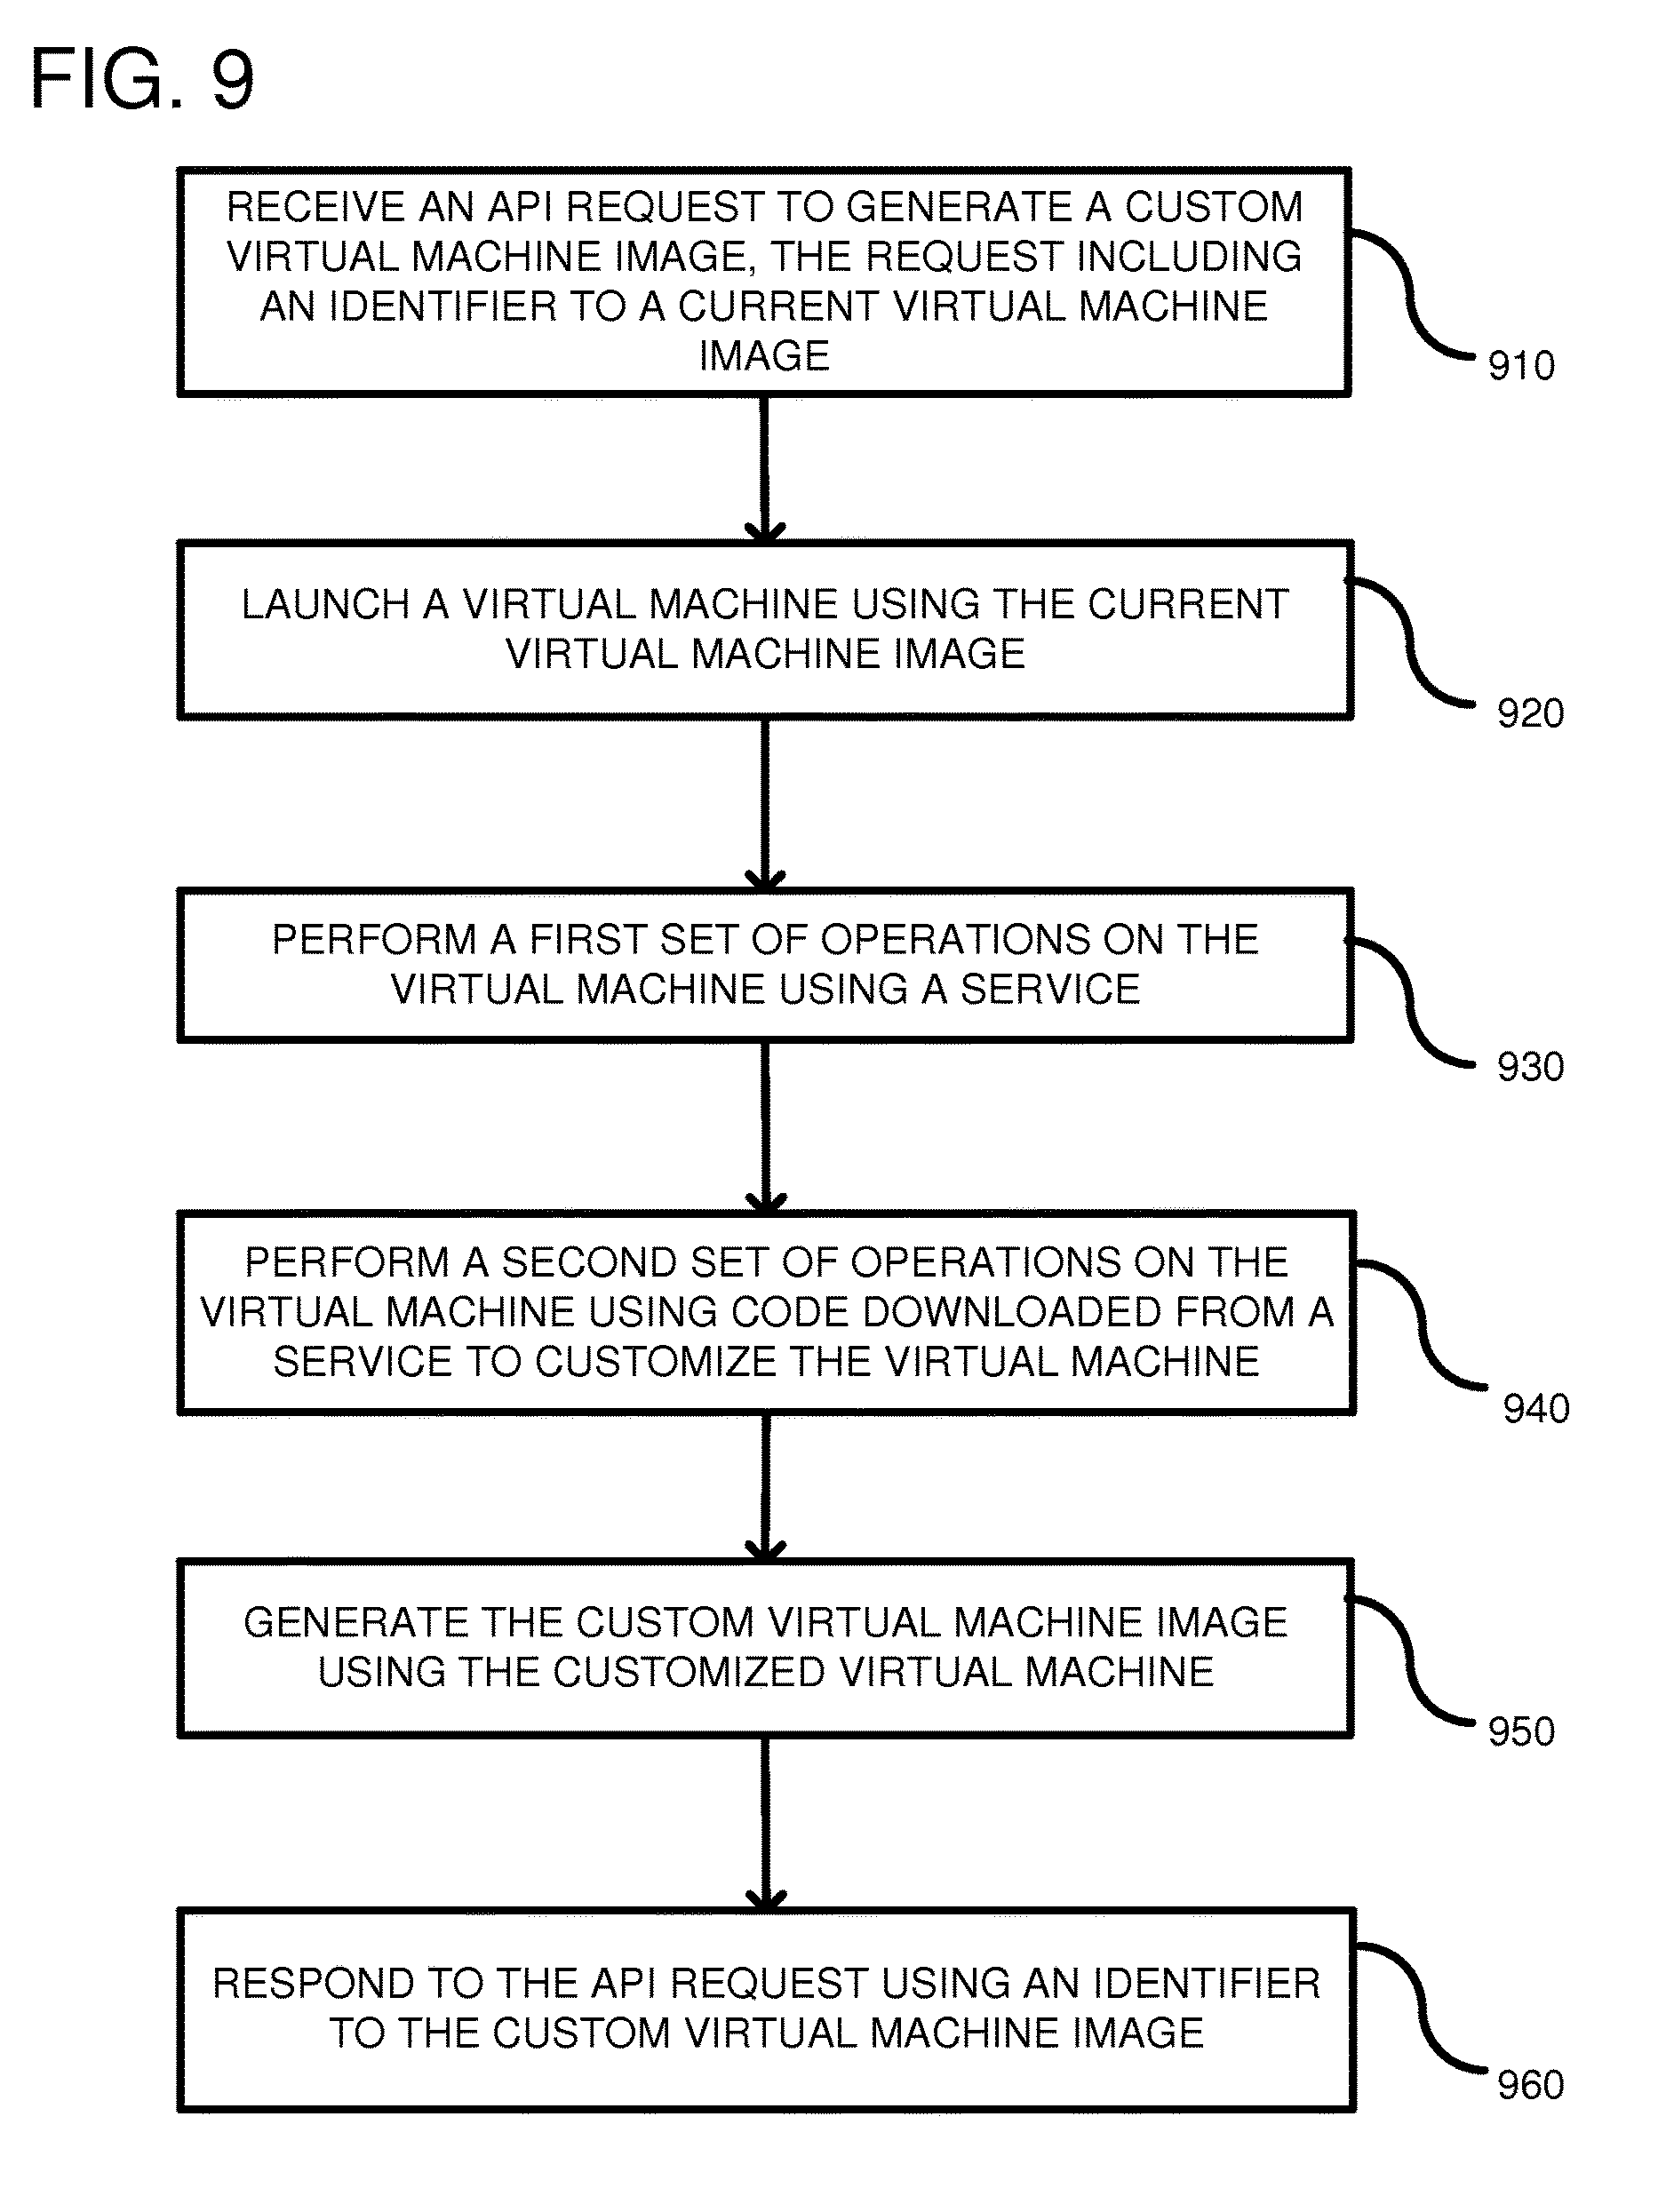 FIG. 9
RECEIVE AN API REQUEST TO GENERATE A CUSTOM
VIRTUAL MACHINE IMAGE, THE REQUEST INCLUDING
AN IDENTIFIER TO A CURRENT VIRTUAL MACHINE
IMAGE
910
LAUNCH A VIRTUAL MACHINE USING THE CURRENT
VIRTUAL MACHINE IMAGE
920
PERFORM A FIRST SET OF OPERATIONS ON THE
VIRTUAL MACHINE USING A SERVICE
930
PERFORM A SECOND SET OF OPERATIONS ON THE
VIRTUAL MACHINE USING CODE DOWNLOADED FROM A
SERVICE TO CUSTOMIZE THE VIRTUAL MACHINE
940
GENERATE THE CUSTOM VIRTUAL MACHINE IMAGE
USING THE CUSTOMIZED VIRTUAL MACHINE
950
RESPOND TO THE API REQUEST USING AN IDENTIFIER
TO THE CUSTOM VIRTUAL MACHINE IMAGE
960